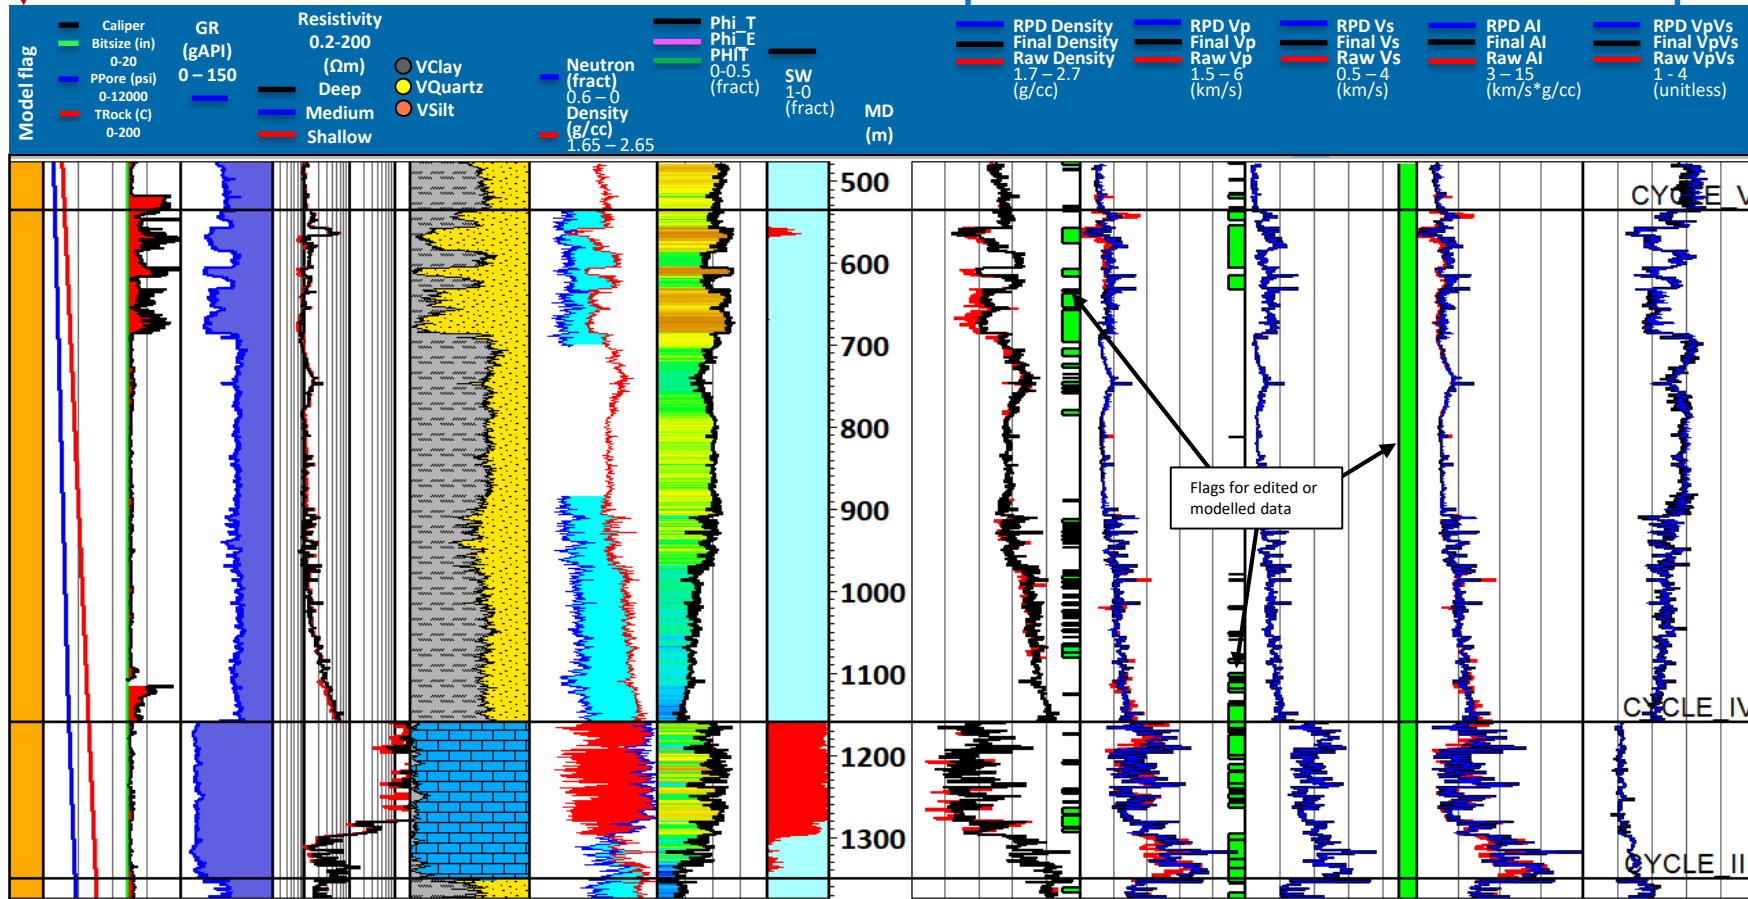 Model flag
Caliper
Bitsize (in)
0-20
PPore (psi)
0-12000
TRock (C)
0-200
GR
(gAPI)
0 – 150
Resistivity
0.2-200
(Ωm)
Deep
Medium
Shallow
VClay
VQuartz
VSilt
Neutron
(fract)
0.6 – 0
Density
(g/cc)
1.65 – 2.65
Phi_T
Phi_E
PHIT
0-0.5
(fract)
SW
1-0
(fract)
MD
(m)
RPD Density
Final Density
Raw Density
1.7 – 2.7
(g/cc)
RPD Vp
Final Vp
Raw Vp
1.5 – 6
(km/s)
RPD Vs
Final Vs
Raw Vs
0.5 – 4
(km/s)
RPD AI
Final AI
Raw AI
3 – 15
(km/s*g/cc)
RPD VpVs
Final VpVs
Raw VpVs
1 - 4
(unitless)
500
600
700
800
900
1000
1100
1200
1300
CYCLE_V
Flags for edited or
modelled data
CYCLE_IV
CYCLE_III